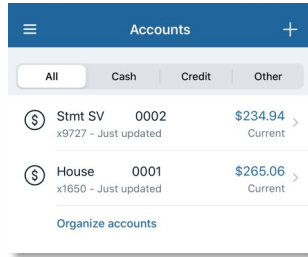 Accounts
All Cash Credit Other
Stmt SV 0002 $234.94
x9727 - Just updated Current
House 0001 $265.06
x1650 - Just updated Current
Organize accounts